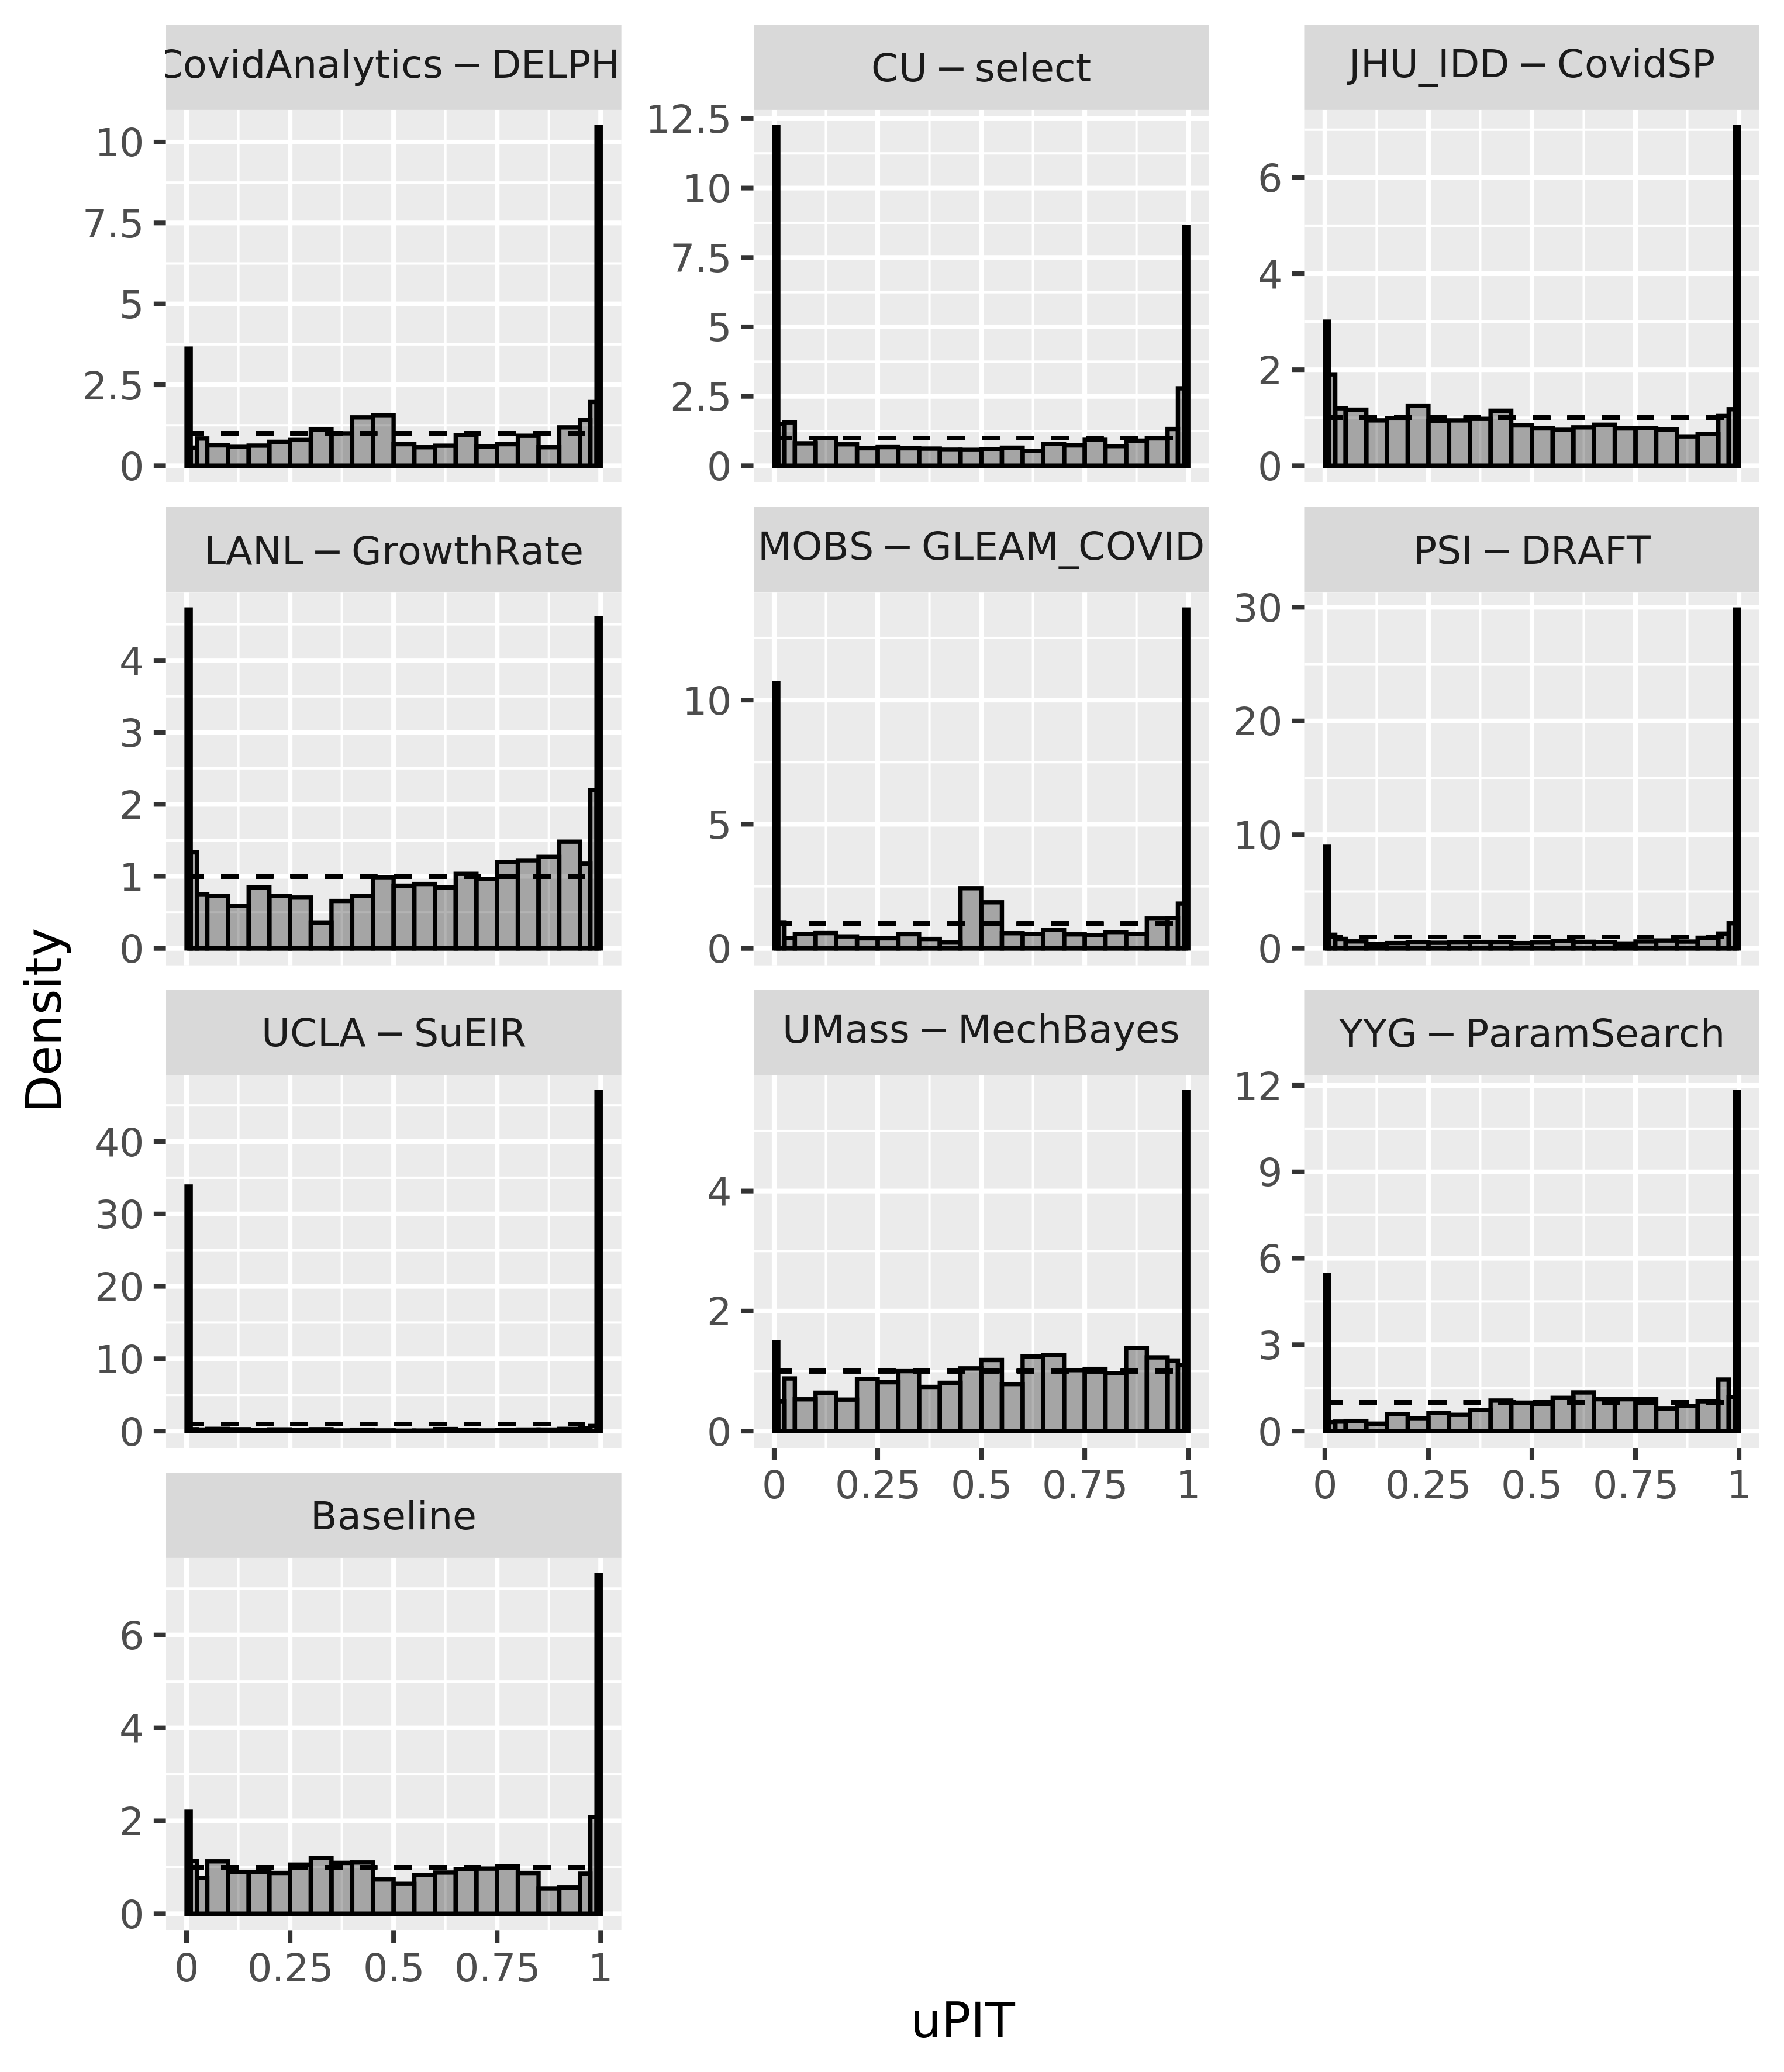 CovidAnalytics − DELPH
CU − select
JHU_IDD − CovidSP
10
7.5
5
2.5
0
12.5
10
7.5
5
2.5
0
6
4
2
0
LANL − GrowthRate
MOBS − GLEAM_COVID
PSI − DRAFT
4
3
2
1
0
10
5
0
30
20
10
0
UCLA − SuEIR
UMass − MechBayes
YYG − ParamSearch
40
30
20
10
0
4
2
0
12
9
6
3
0
0 0.25 0.5 0.75 1
0 0.25 0.5 0.75 1
Baseline
6
4
2
0
0 0.25 0.5 0.75 1
Density
uPIT